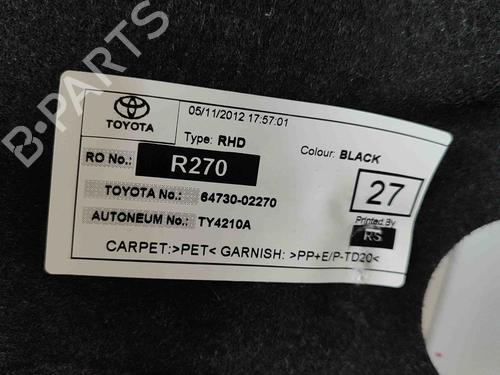 B-PARTS
05/11/2012 17:57:01
TOYOTA
Type: RHD
Colour: BLACK
RO No.: R270
27
TOYOTA No.: 64730-02270
Printed By
AUTONEUM No.: TY4210A
RS
CARPET:>PET< GARNISH: >PP+E/P-TD20<